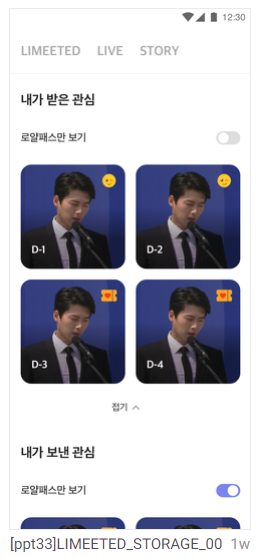 12:30
LIMEETED LIVE STORY
내가 받은 관심
로얄패스만 보기
D-1 D-2
D-3 D-4
접기
내가 보낸 관심
로얄패스만 보기
[ppt33]LIMEETED_STORAGE_00 1w